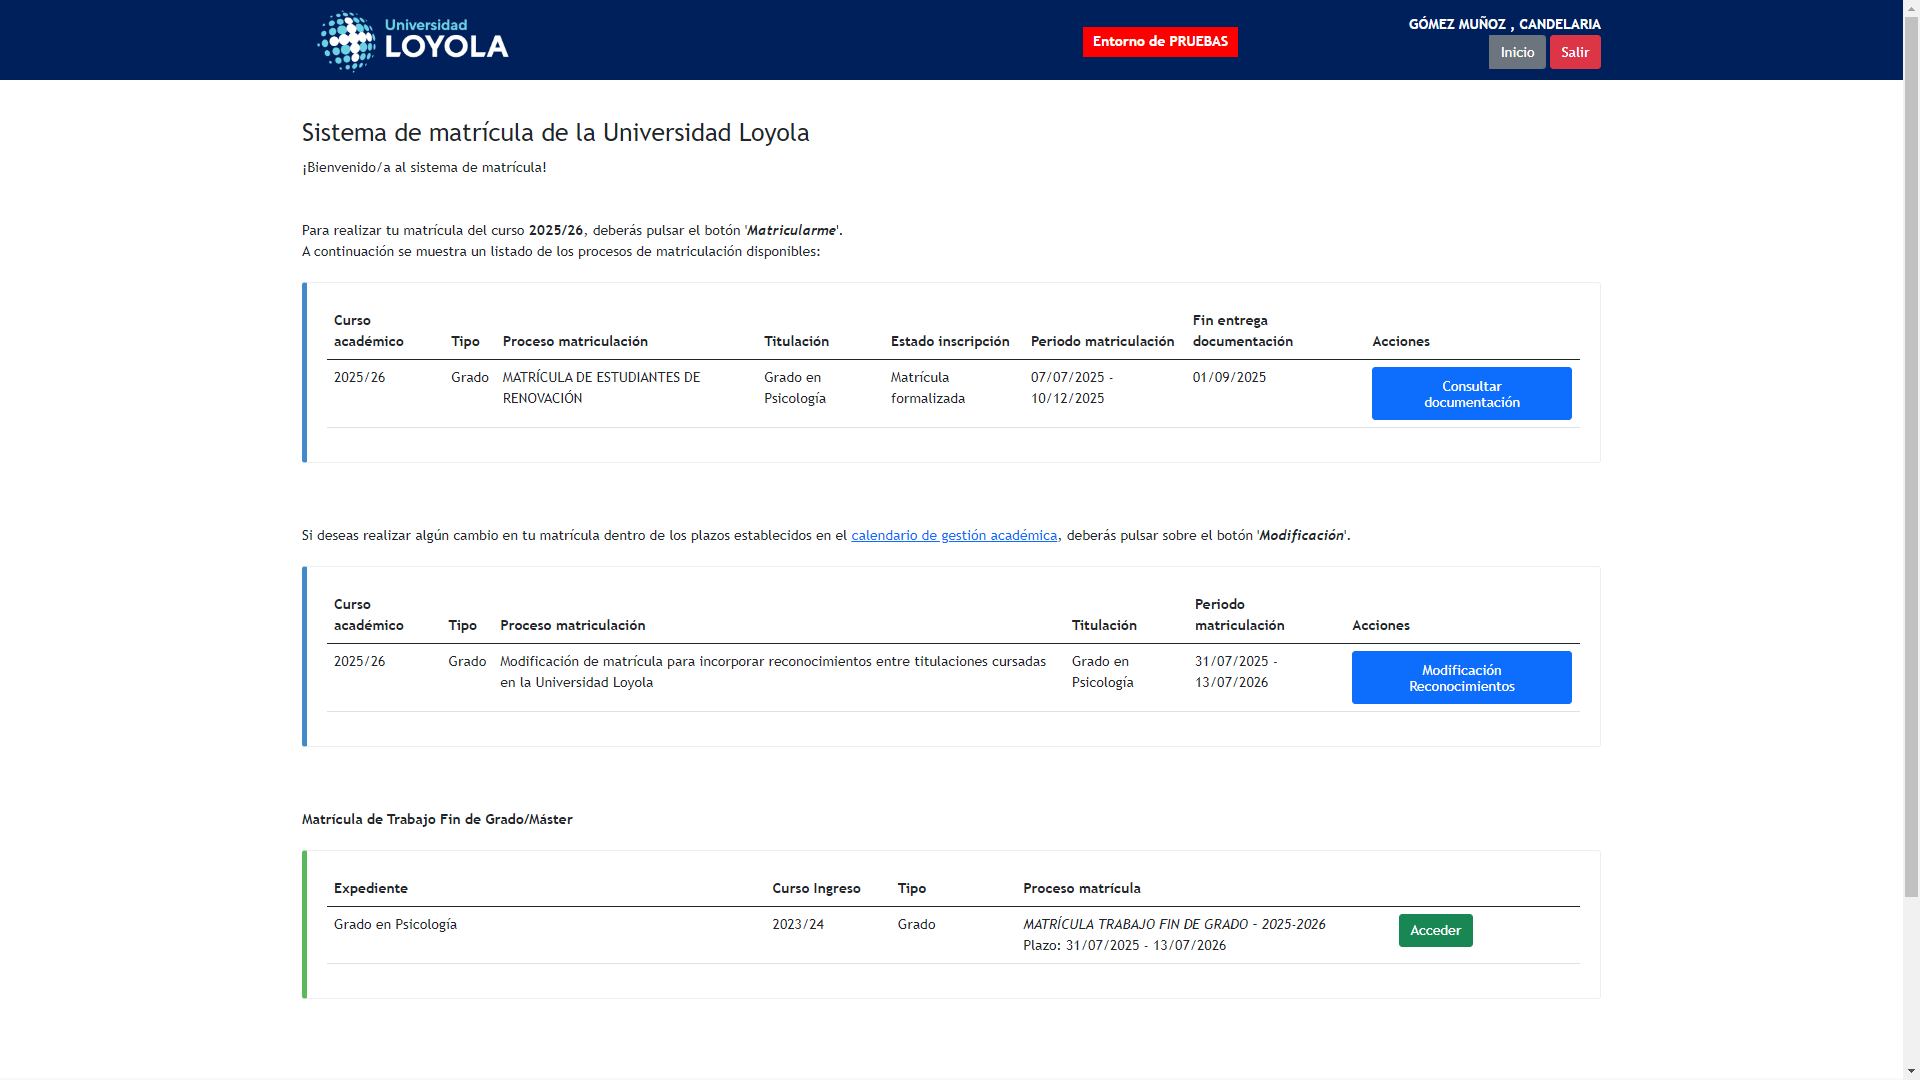 Universidad
LOYOLA
Entorno de PRUEBAS
GÓMEZ MUÑOZ , CANDELARIA
Inicio
Salir
Sistema de matrícula de la Universidad Loyola
¡Bienvenido/a al sistema de matrícula!
Para realizar tu matrícula del curso 2025/26, deberás pulsar el botón 'Matricularme'.
A continuación se muestra un listado de los procesos de matriculación disponibles:
Curso académico Tipo Proceso matriculación Titulación Estado inscripción Periodo matriculación Fin entrega documentación Acciones
2025/26 Grado MATRÍCULA DE ESTUDIANTES DE RENOVACIÓN Grado en Psicología Matrícula formalizada 07/07/2025 - 10/12/2025 01/09/2025 Consultar documentación
Si deseas realizar algún cambio en tu matrícula dentro de los plazos establecidos en el calendario de gestión académica, deberás pulsar sobre el botón 'Modificación'.
Curso académico Tipo Proceso matriculación Titulación Periodo matriculación Acciones
2025/26 Grado Modificación de matrícula para incorporar reconocimientos entre titulaciones cursadas en la Universidad Loyola Grado en Psicología 31/07/2025 - 13/07/2026 Modificación Reconocimientos
Matrícula de Trabajo Fin de Grado/Máster
Expediente Curso Ingreso Tipo Proceso matrícula
Grado en Psicología 2023/24 Grado MATRÍCULA TRABAJO FIN DE GRADO - 2025-2026 Acceder
Plazo: 31/07/2025 - 13/07/2026